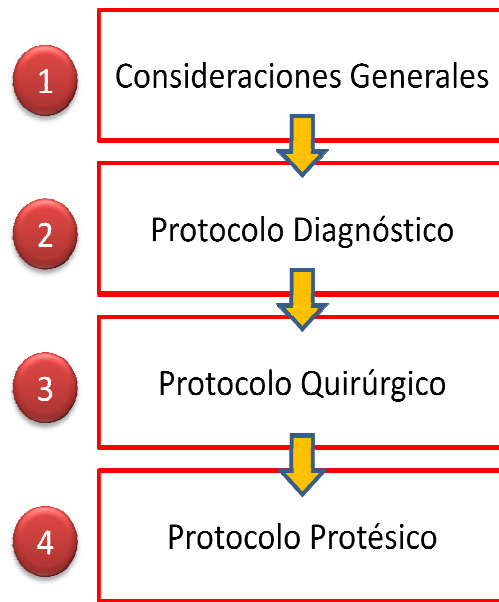 1 Consideraciones Generales
2 Protocolo Diagnóstico
3 Protocolo Quirúrgico
4 Protocolo Protésico